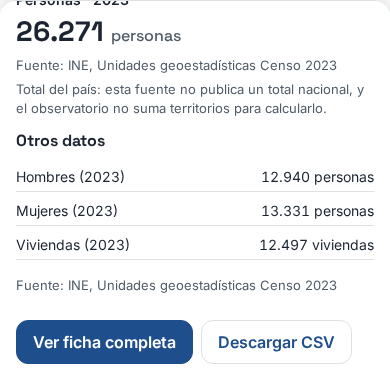 Personas · 2023
26.271 personas
Fuente: INE, Unidades geoestadísticas Censo 2023
Total del país: esta fuente no publica un total nacional, y
el observatorio no suma territorios para calcularlo.
Otros datos
Hombres (2023) 12.940 personas
Mujeres (2023) 13.331 personas
Viviendas (2023) 12.497 viviendas
Fuente: INE, Unidades geoestadísticas Censo 2023
Ver ficha completa Descargar CSV